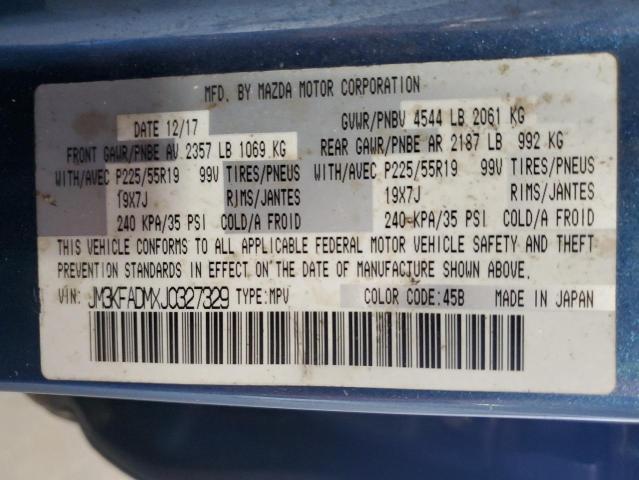 MFD. BY MAZDA MOTOR CORPORATION
DATE 12/17 GVWR/PNBV 4544 LB 2061 KG
FRONT GAWR/PNBE AV 2357 LB 1069 KG REAR GAWR/PNBE AR 2187 LB 992 KG
WITH/AVEC P225/55R19 99V TIRES/PNEUS WITH/AVEC P225/55R19 99V TIRES/PNEUS
19X7J RIMS/JANTES 19X7J RIMS/JANTES
240 KPA/35 PSI COLD/A FROID 240 KPA/35 PSI COLD/A FROID
THIS VEHICLE CONFORMS TO ALL APPLICABLE FEDERAL MOTOR VEHICLE SAFETY AND THEFT
PREVENTION STANDARDS IN EFFECT ON THE DATE OF MANUFACTURE SHOWN ABOVE.
VIN: JM3KFADMXJ0327329 TYPE:MPV COLOR CODE:45B MADE IN JAPAN